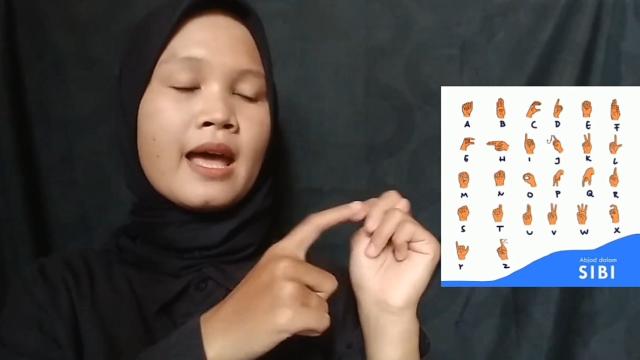 A B C D E F
G H I J K L
M N O P Q R
S T U V W X
Y Z
Abjad dalam
SIBI